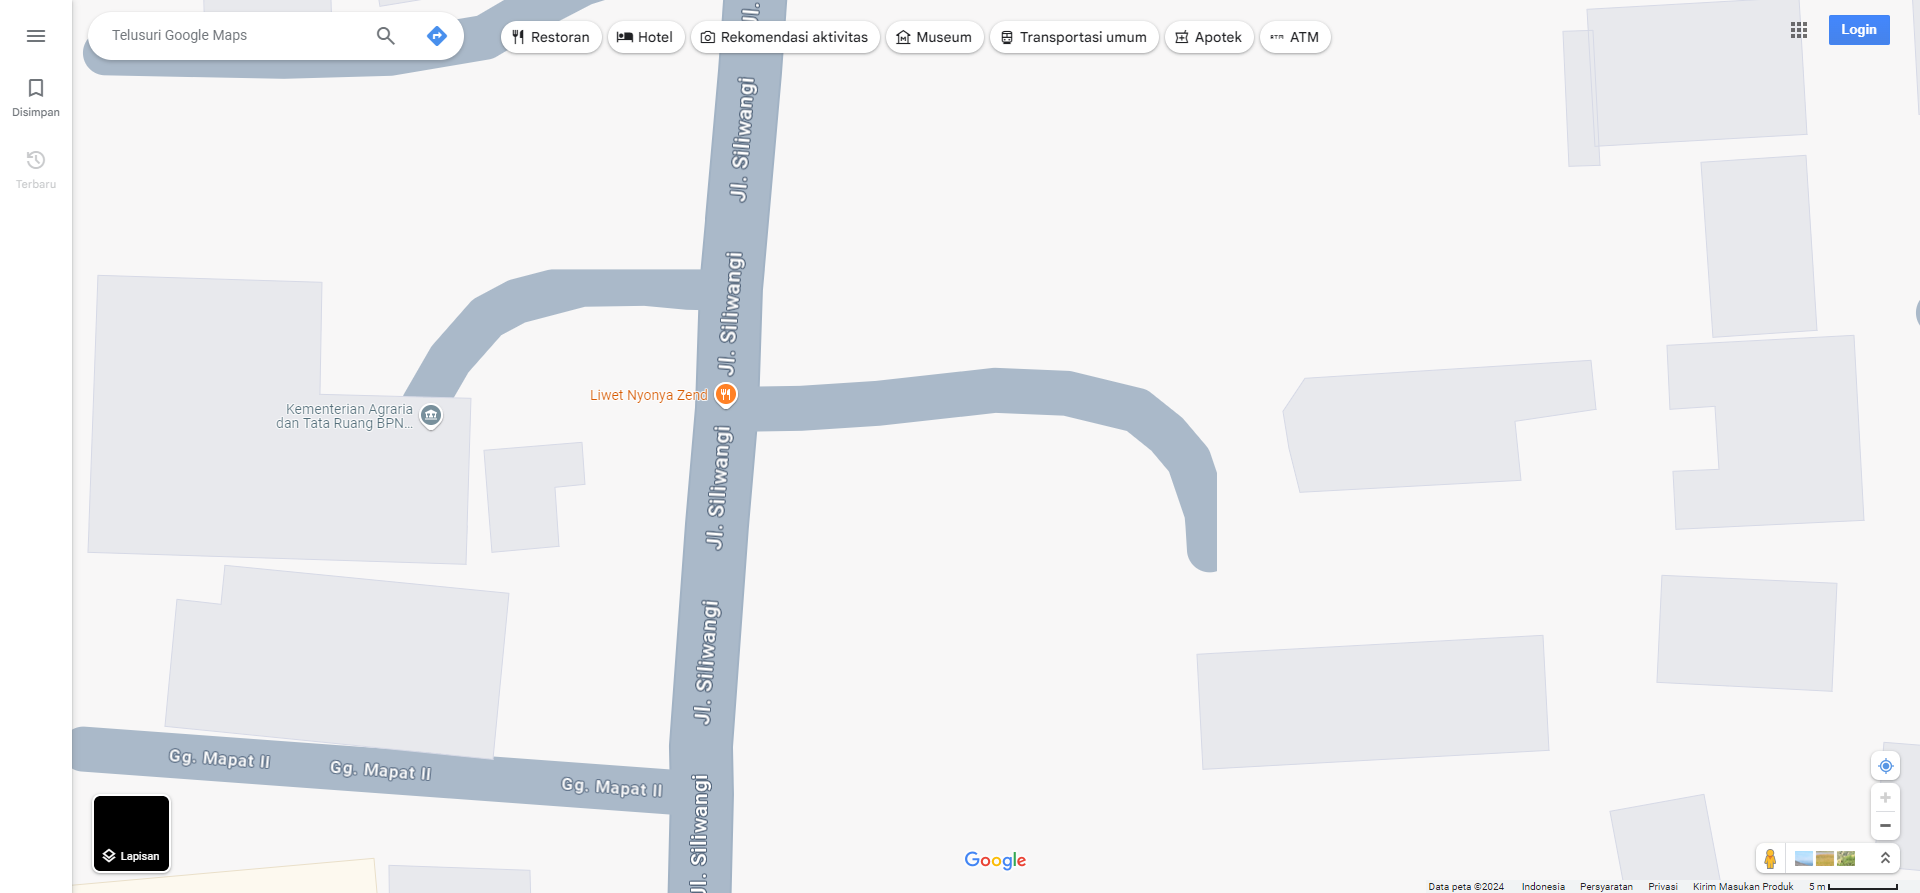 Telusuri Google Maps
Restoran
Hotel
Rekomendasi aktivitas
Museum
Transportasi umum
Apotek
ATM
Login
Disimpan
Terbaru
Jl.
Jl. Siliwangi
Jl. Siliwangi
Liwet Nyonya Zend
Kementerian Agraria
dan Tata Ruang BPN...
Jl. Siliwangi
Jl. Siliwangi
Gg. Mapat II
Gg. Mapat II
Gg. Mapat II
Jl. Siliwangi
Lapisan
Google
Data peta ©2024
Indonesia
Persyaratan
Privasi
Kirim Masukan Produk
5 m